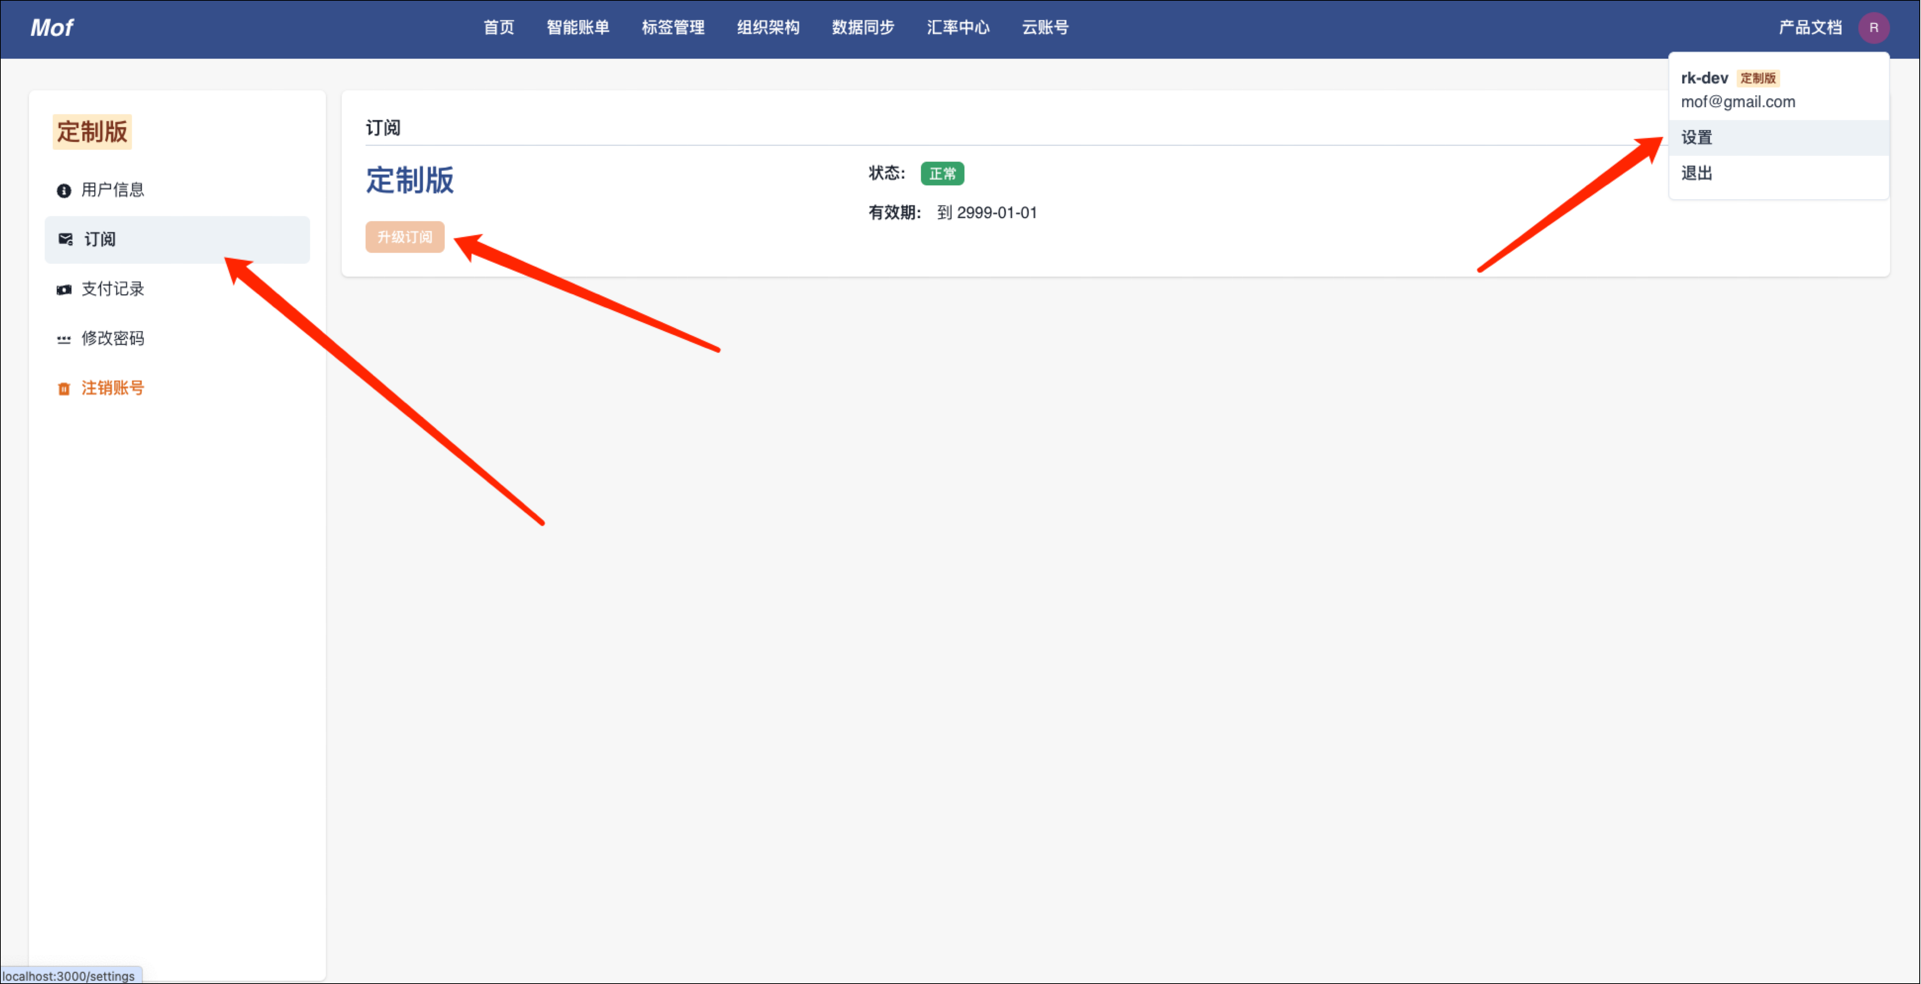 Mof
首页 智能账单 标签管理 组织架构 数据同步 汇率中心 云账号
产品文档 R
rk-dev 定制版
mof@gmail.com
设置
退出
定制版
用户信息
订阅
支付记录
修改密码
注销账号
订阅
定制版
升级订阅
状态: 正常
有效期: 到 2999-01-01
localhost:3000/settings